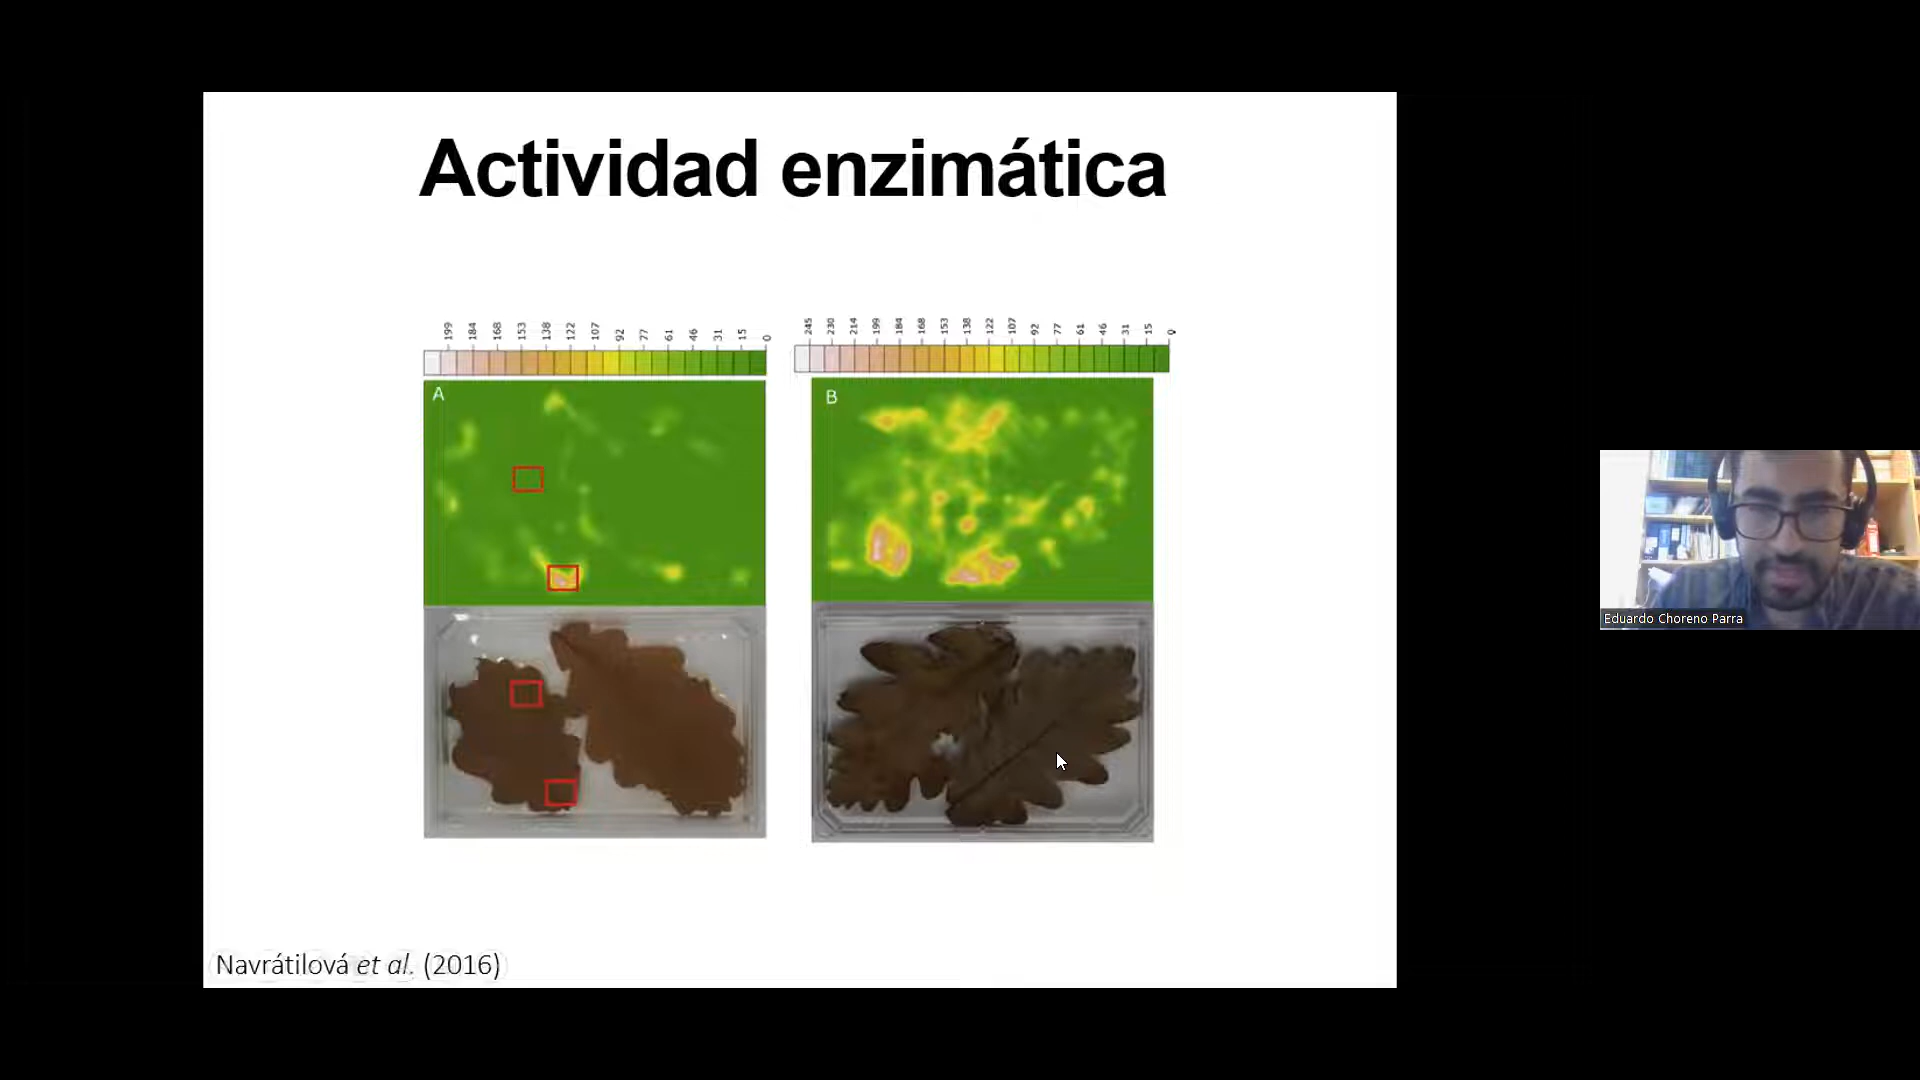 Actividad enzimática
199 184 168 153 138 122 107 92 77 61 46 31 15 0
245 230 214 199 184 168 153 138 122 107 92 77 61 46 31 15 0
A
B
Eduardo Choreno Parra
Navrátilová et al. (2016)